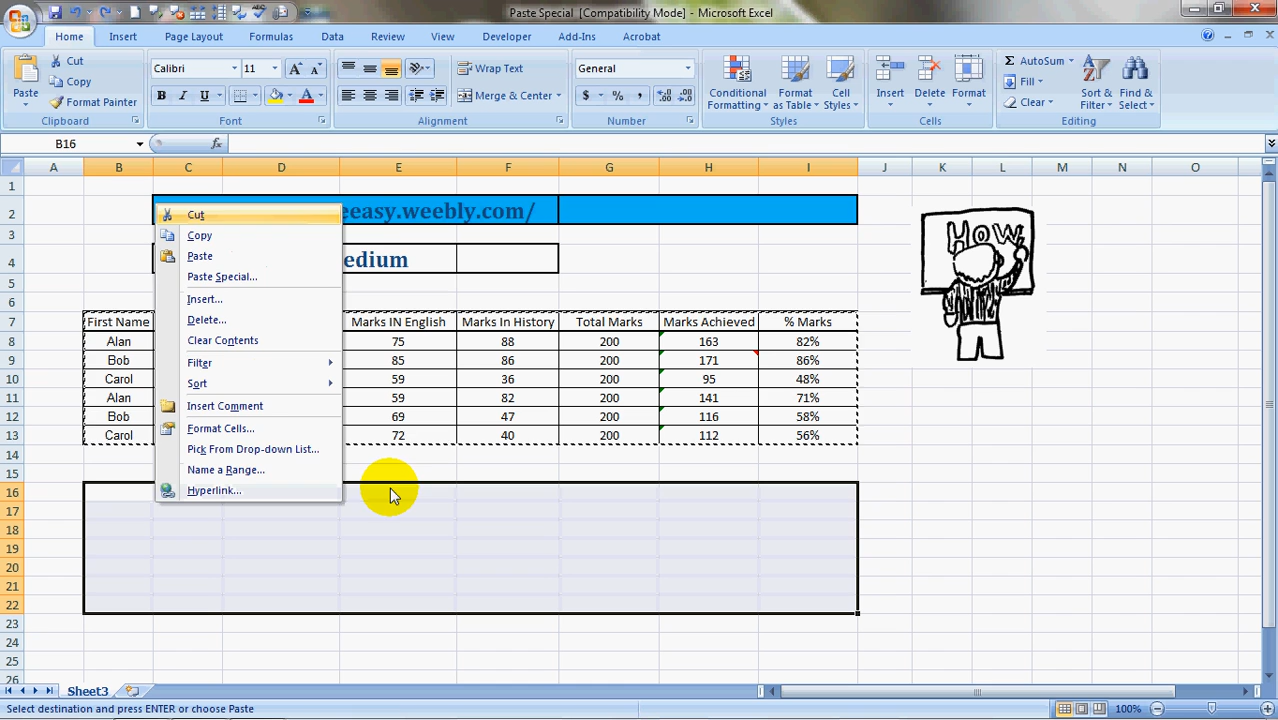 Paste Special [Compatibility Mode] - Microsoft Excel
Home Insert Page Layout Formulas Data Review View Developer Add-Ins Acrobat
Paste
Cut
Copy
Format Painter
Clipboard
Calibri 11
B I U
Font
Wrap Text
Merge & Center
Alignment
General
$ % ,
Number
Conditional Formatting
Format as Table
Cell Styles
Styles
Insert Delete Format
Cells
Σ AutoSum
Fill
Clear
Sort & Filter
Find & Select
Editing
B16 fx
A B C D E F G H I J K L M N O
1
2 eeasy.weebly.com/
3
4 edium
5
6
7 First Name Marks IN English Marks In History Total Marks Marks Achieved % Marks
8 Alan 75 88 200 163 82%
9 Bob 85 86 200 171 86%
10 Carol 59 36 200 95 48%
11 Alan 59 82 200 141 71%
12 Bob 69 47 200 116 58%
13 Carol 72 40 200 112 56%
14
15
16
17
18
19
20
21
22
23
24
25
26
HOW
Cut
Copy
Paste
Paste Special...
Insert...
Delete...
Clear Contents
Filter
Sort
Insert Comment
Format Cells...
Pick From Drop-down List...
Name a Range...
Hyperlink...
Sheet3
Select destination and press ENTER or choose Paste 100%